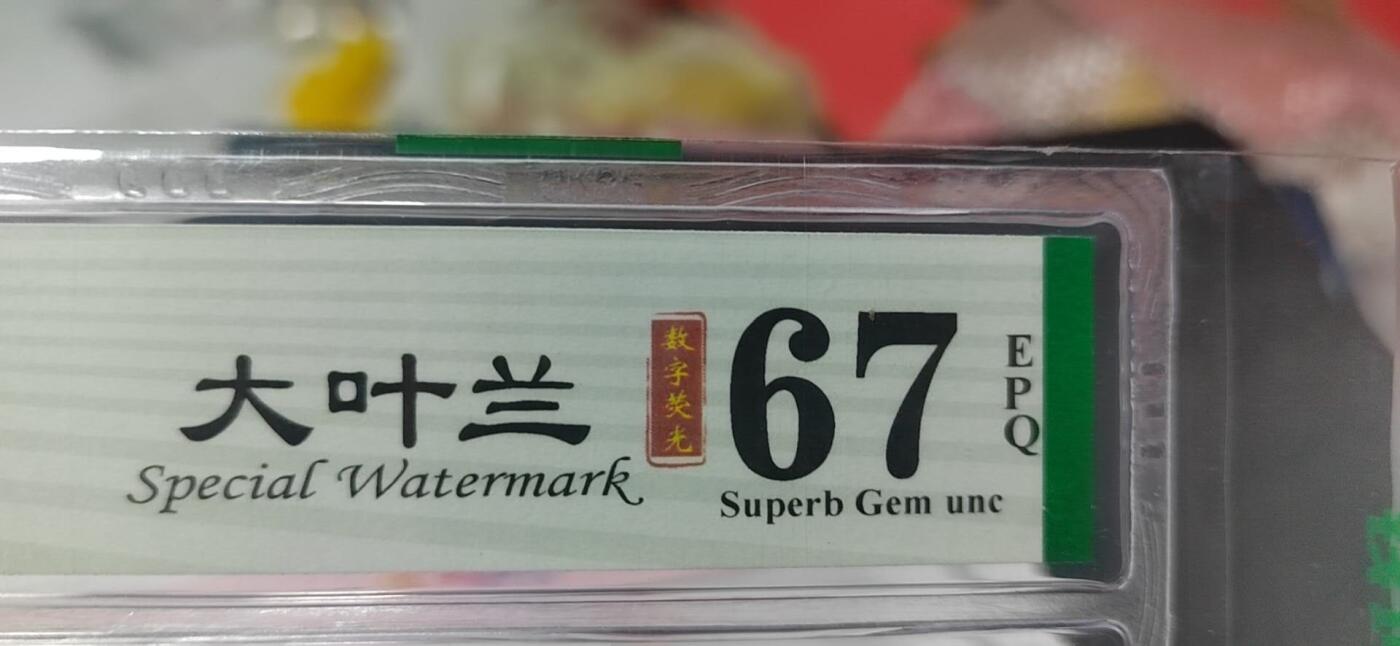 大叶兰
Special Watermark
数字荧光
67
EPQ
Superb Gem unc